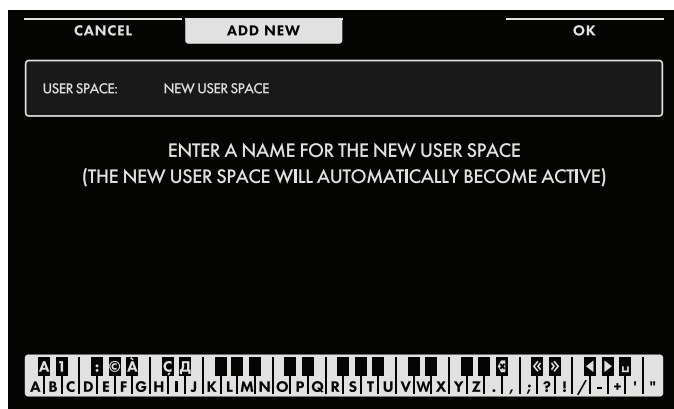 CANCEL ADD NEW OK
USER SPACE: NEW USER SPACE
ENTER A NAME FOR THE NEW USER SPACE
(THE NEW USER SPACE WILL AUTOMATICALLY BECOME ACTIVE)
A 1 : © À Ç Д « » ◀ ▶ ␣
A B C D E F G H I J K L M N O P Q R S T U V W X Y Z . , ; ? ! / - + ' "